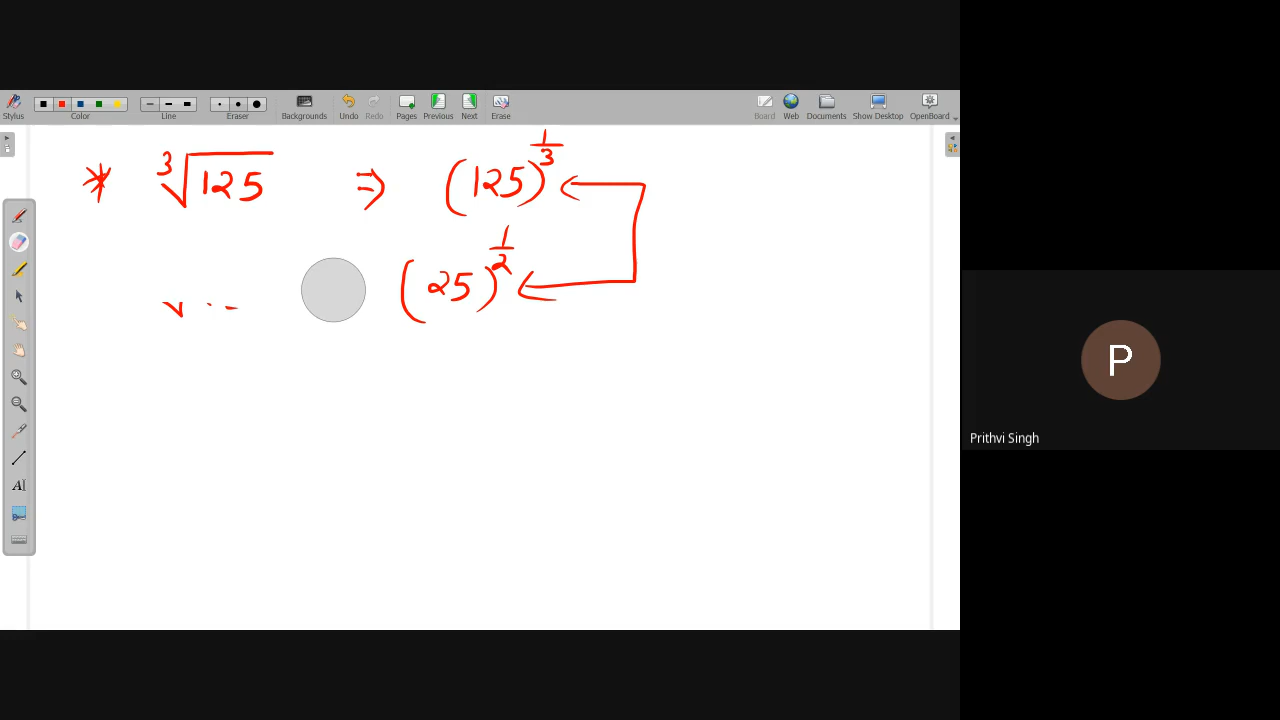 Stylus Color Line Eraser Backgrounds Undo Redo Pages Previous Next Erase Board Web Documents Show Desktop OpenBoard
* ∛125 ⇒ (125)^(1/3)
(25)^(1/2)
P
Prithvi Singh